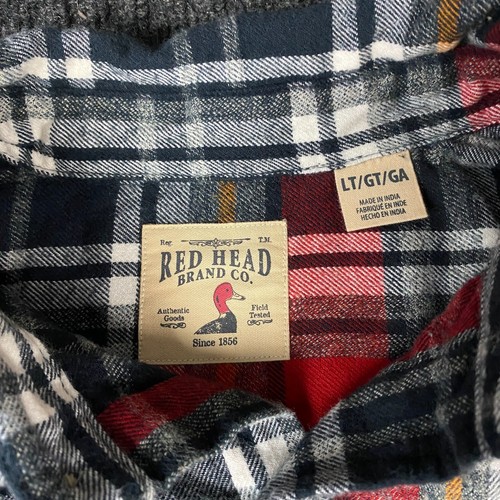 LT/GT/GA
MADE IN INDIA
FABRIQUÉ EN INDE
HECHO EN INDIA
Reg T.M.
RED HEAD
BRAND CO.
Authentic Goods
Field Tested
Since 1856